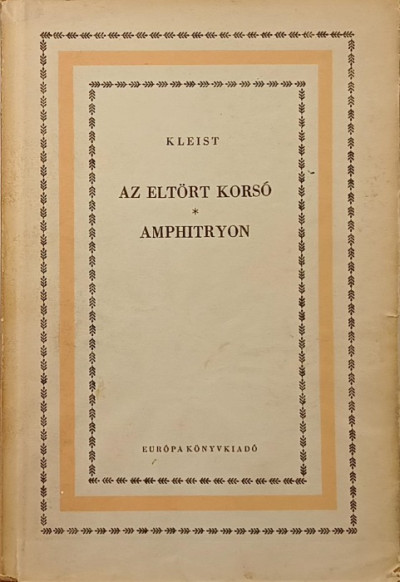 KLEIST
AZ ELTÖRT KORSÓ
*
AMPHITRYON
EURÓPA KÖNYVKIADÓ